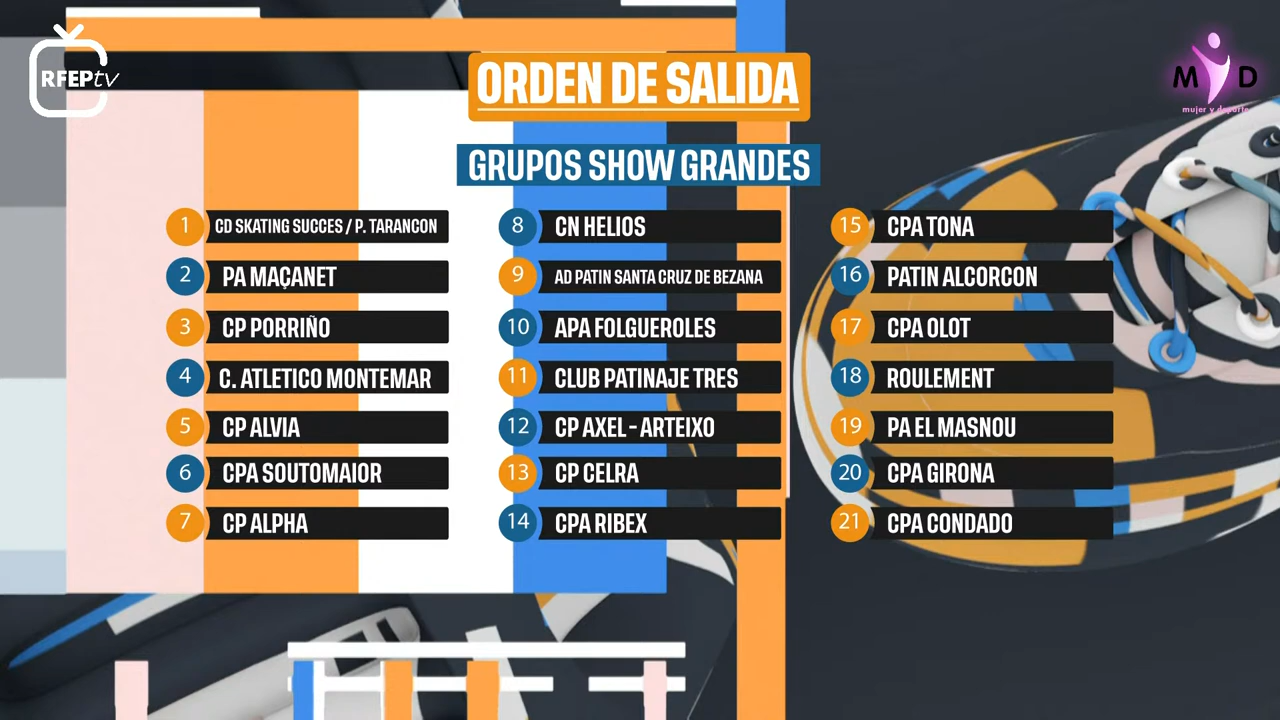 RFEPtv
ORDEN DE SALIDA
M D
mujer y deporte
GRUPOS SHOW GRANDES
1 CD SKATING SUCCES / P. TARANCON
2 PA MAÇANET
3 CP PORRIÑO
4 C. ATLETICO MONTEMAR
5 CP ALVIA
6 CPA SOUTOMAIOR
7 CP ALPHA
8 CN HELIOS
9 AD PATIN SANTA CRUZ DE BEZANA
10 APA FOLGUEROLES
11 CLUB PATINAJE TRES
12 CP AXEL - ARTEIXO
13 CP CELRA
14 CPA RIBEX
15 CPA TONA
16 PATIN ALCORCON
17 CPA OLOT
18 ROULEMENT
19 PA EL MASNOU
20 CPA GIRONA
21 CPA CONDADO